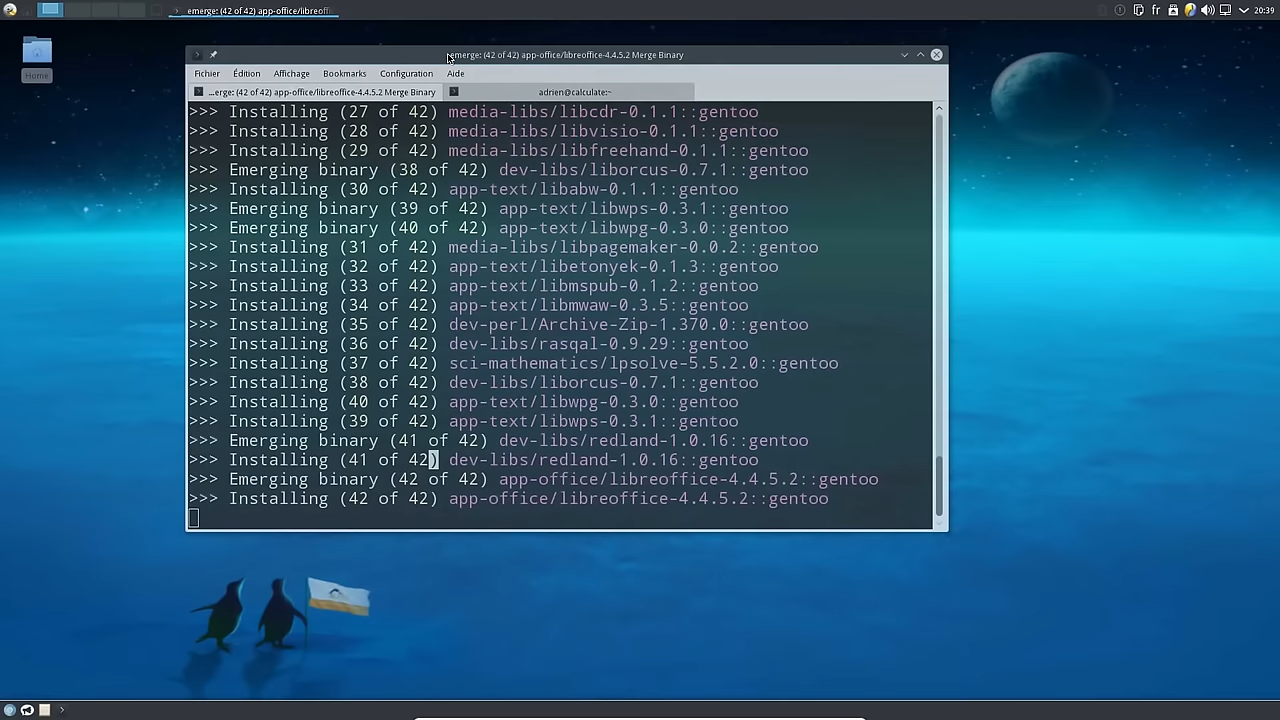 emerge: (42 of 42) app-office/libreoffi
fr
20:39
Home
emerge: (42 of 42) app-office/libreoffice-4.4.5.2 Merge Binary
Fichier Édition Affichage Bookmarks Configuration Aide
...erge: (42 of 42) app-office/libreoffice-4.4.5.2 Merge Binary
adrien@calculate:~
>>> Installing (27 of 42) media-libs/libcdr-0.1.1::gentoo
>>> Installing (28 of 42) media-libs/libvisio-0.1.1::gentoo
>>> Installing (29 of 42) media-libs/libfreehand-0.1.1::gentoo
>>> Emerging binary (38 of 42) dev-libs/liborcus-0.7.1::gentoo
>>> Installing (30 of 42) app-text/libabw-0.1.1::gentoo
>>> Emerging binary (39 of 42) app-text/libwps-0.3.1::gentoo
>>> Emerging binary (40 of 42) app-text/libwpg-0.3.0::gentoo
>>> Installing (31 of 42) media-libs/libpagemaker-0.0.2::gentoo
>>> Installing (32 of 42) app-text/libetonyek-0.1.3::gentoo
>>> Installing (33 of 42) app-text/libmspub-0.1.2::gentoo
>>> Installing (34 of 42) app-text/libmwaw-0.3.5::gentoo
>>> Installing (35 of 42) dev-perl/Archive-Zip-1.370.0::gentoo
>>> Installing (36 of 42) dev-libs/rasqal-0.9.29::gentoo
>>> Installing (37 of 42) sci-mathematics/lpsolve-5.5.2.0::gentoo
>>> Installing (38 of 42) dev-libs/liborcus-0.7.1::gentoo
>>> Installing (40 of 42) app-text/libwpg-0.3.0::gentoo
>>> Installing (39 of 42) app-text/libwps-0.3.1::gentoo
>>> Emerging binary (41 of 42) dev-libs/redland-1.0.16::gentoo
>>> Installing (41 of 42) dev-libs/redland-1.0.16::gentoo
>>> Emerging binary (42 of 42) app-office/libreoffice-4.4.5.2::gentoo
>>> Installing (42 of 42) app-office/libreoffice-4.4.5.2::gentoo